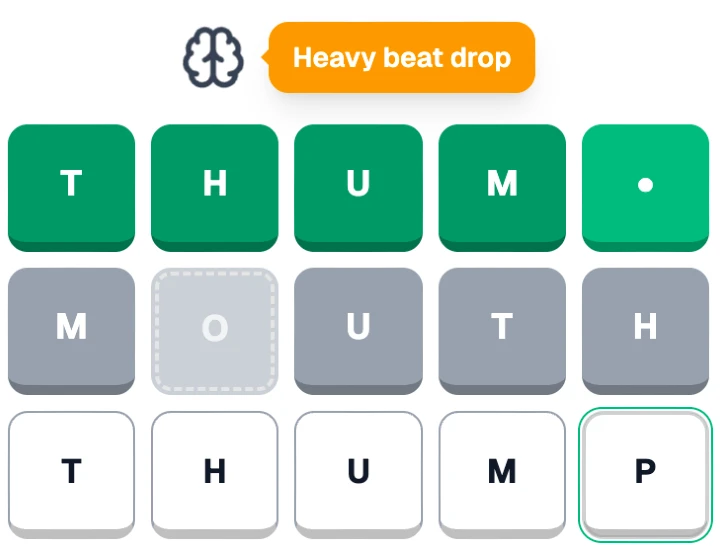 Heavy beat drop
T H U M •
M O U T H
T H U M P